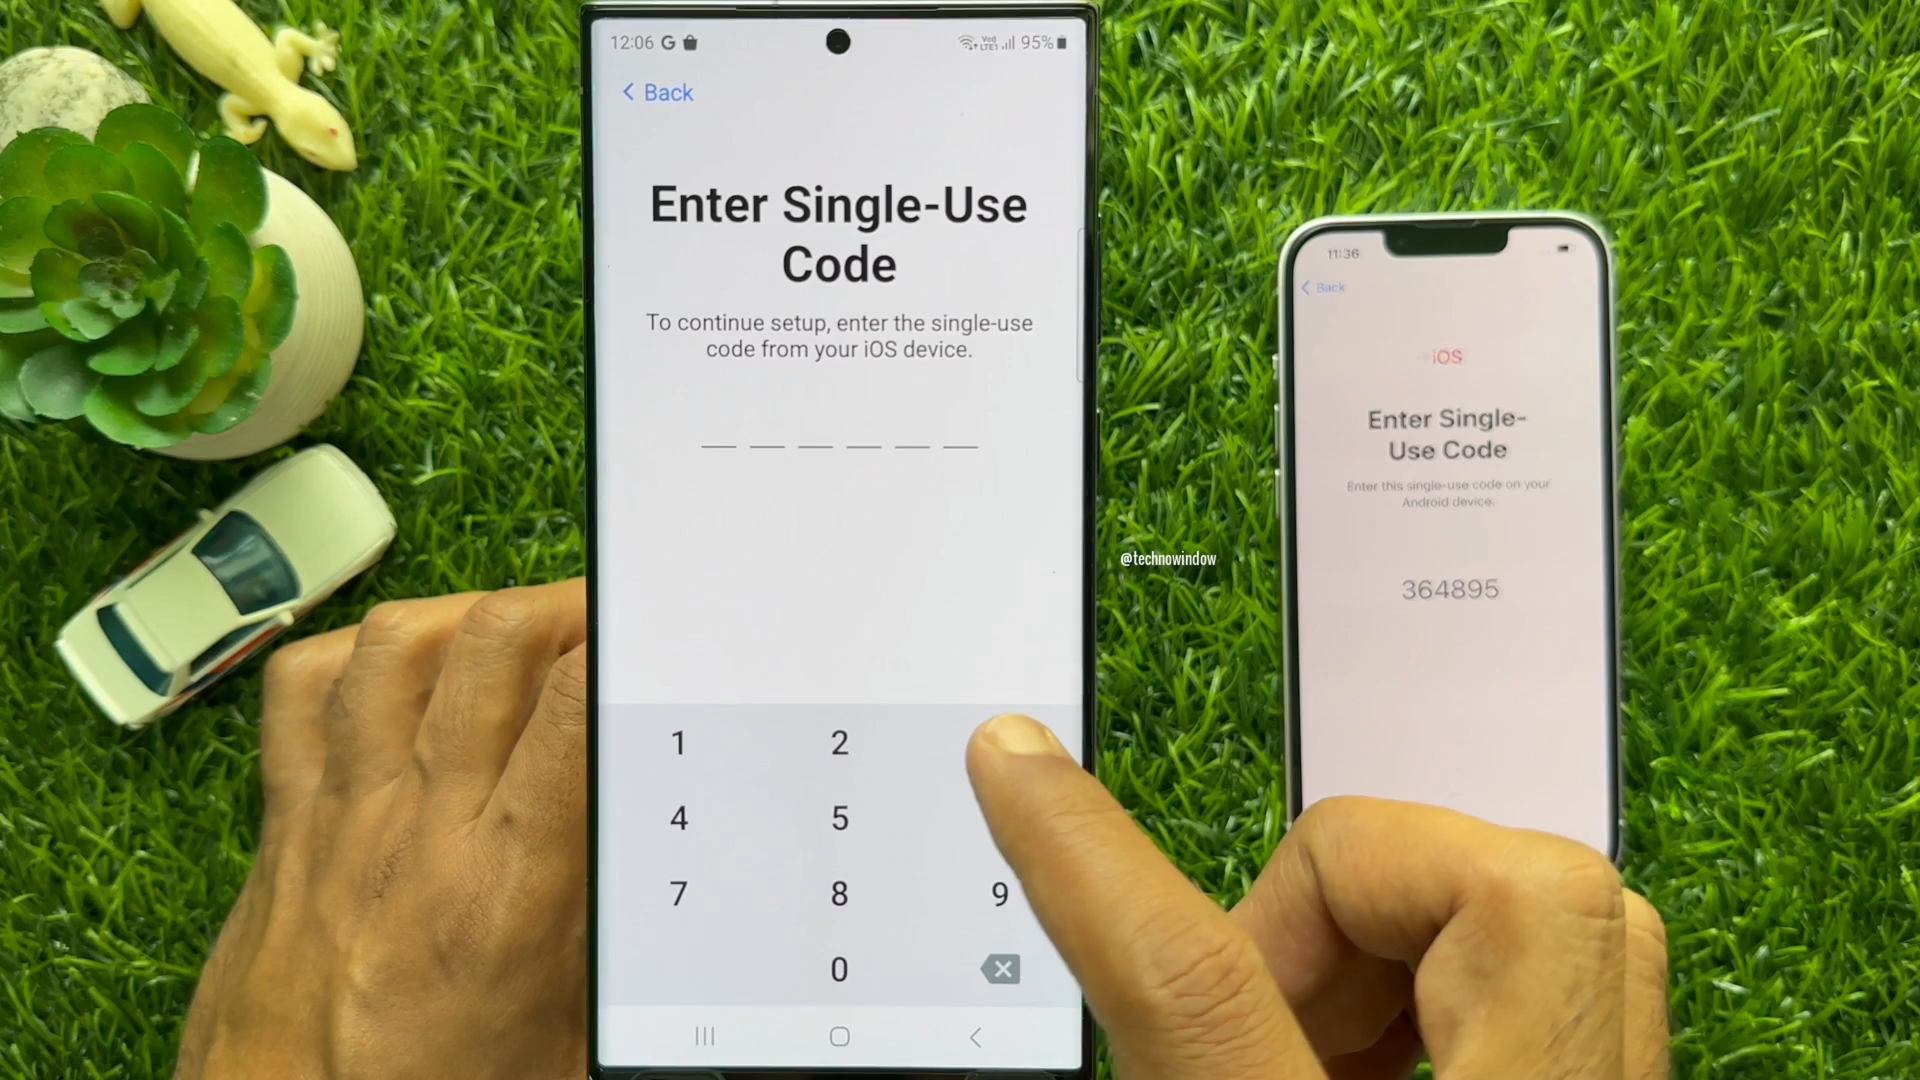 12:06 G
VoD LTE1 95%
Back
Enter Single-Use
Code
To continue setup, enter the single-use
code from your iOS device.
1 2
4 5
7 8 9
0
@technowindow
11:36
Back
iOS
Enter Single-
Use Code
Enter this single-use code on your
Android device.
364895